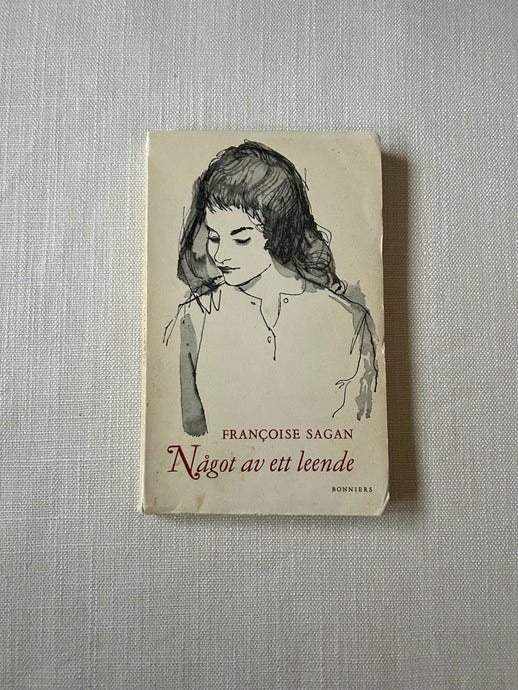 FRANÇOISE SAGAN
Något av ett leende
BONNIERS